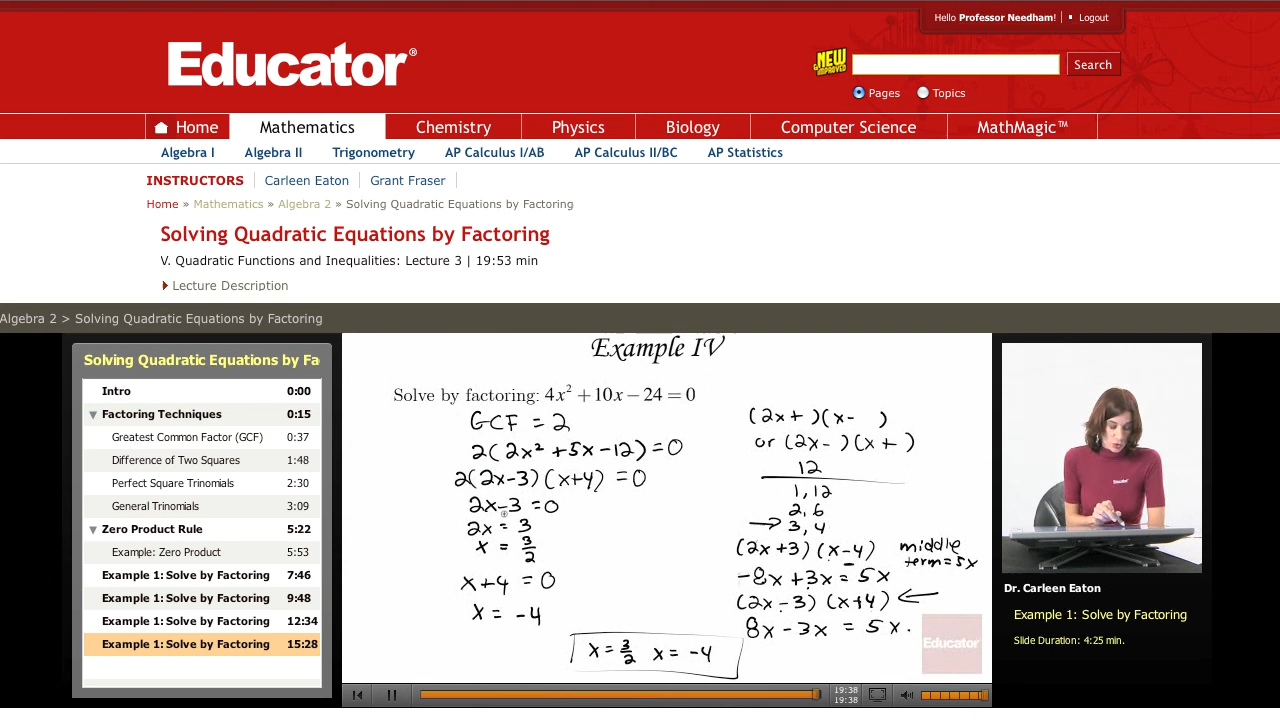 Hello Professor Needham! Logout
Educator®
NEW & IMPROVED
Search
Pages Topics
Home Mathematics Chemistry Physics Biology Computer Science MathMagic™
Algebra I Algebra II Trigonometry AP Calculus I/AB AP Calculus II/BC AP Statistics
INSTRUCTORS Carleen Eaton Grant Fraser
Home » Mathematics » Algebra 2 » Solving Quadratic Equations by Factoring
Solving Quadratic Equations by Factoring
V. Quadratic Functions and Inequalities: Lecture 3 | 19:53 min
Lecture Description
Algebra 2 > Solving Quadratic Equations by Factoring
Solving Quadratic Equations by Fa
Intro 0:00
Factoring Techniques 0:15
Greatest Common Factor (GCF) 0:37
Difference of Two Squares 1:48
Perfect Square Trinomials 2:30
General Trinomials 3:09
Zero Product Rule 5:22
Example: Zero Product 5:53
Example 1: Solve by Factoring 7:46
Example 1: Solve by Factoring 9:48
Example 1: Solve by Factoring 12:34
Example 1: Solve by Factoring 15:28
Example IV
Solve by factoring: 4x² + 10x − 24 = 0
GCF = 2
2(2x² + 5x − 12) = 0
2(2x−3)(x+4) = 0
2x−3 = 0
2x = 3
x = 3/2
x+4 = 0
x = −4
x = 3/2 x = −4
(2x+ )(x− )
or (2x− )(x+ )
12
1, 12
2, 6
→ 3, 4
(2x+3)(x−4) middle term = 5x
−8x + 3x = 5x
(2x−3)(x+4) ←
8x − 3x = 5x.
Educator
19:38
19:38
Educator
Dr. Carleen Eaton
Example 1: Solve by Factoring
Slide Duration: 4:25 min.